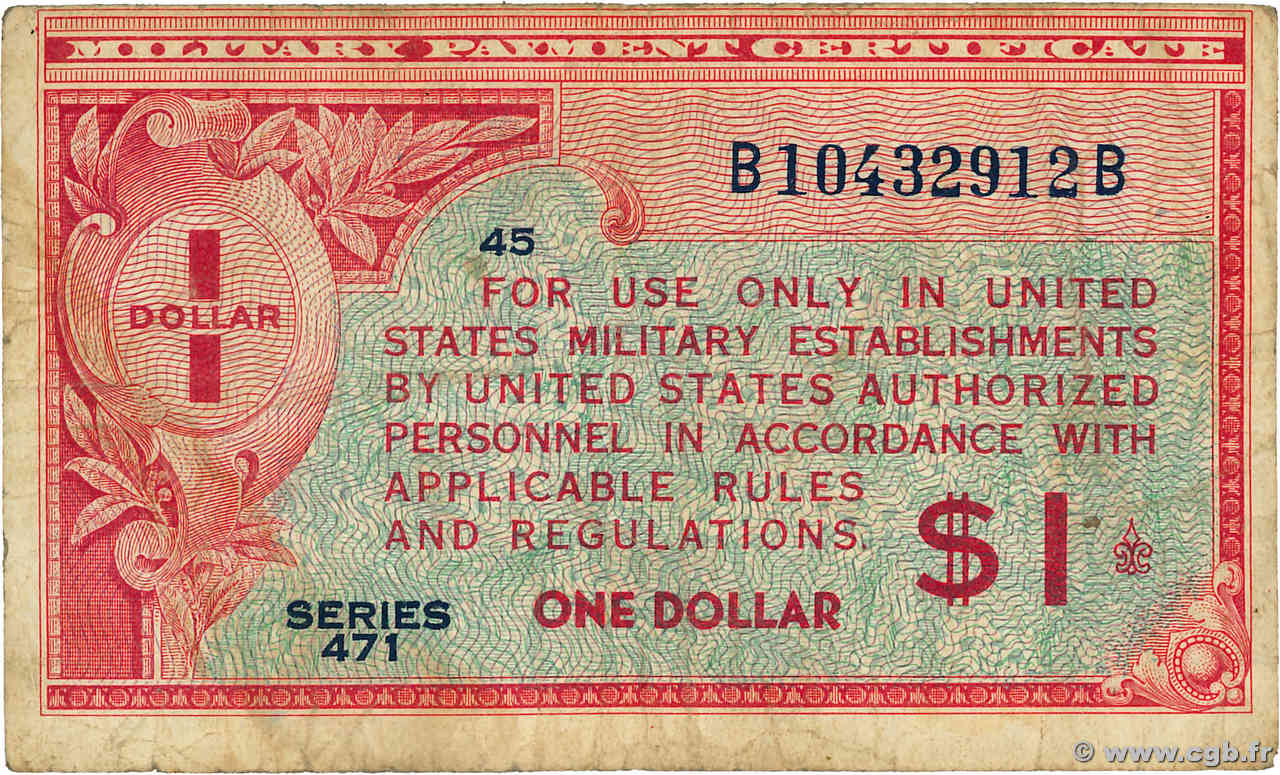 MILITARY PAYMENT CERTIFICATE
B10432912B
45
DOLLAR
FOR USE ONLY IN UNITED
STATES MILITARY ESTABLISHMENTS
BY UNITED STATES AUTHORIZED
PERSONNEL IN ACCORDANCE WITH
APPLICABLE RULES
AND REGULATIONS.
$1
SERIES
471
ONE DOLLAR
© www.cgb.fr